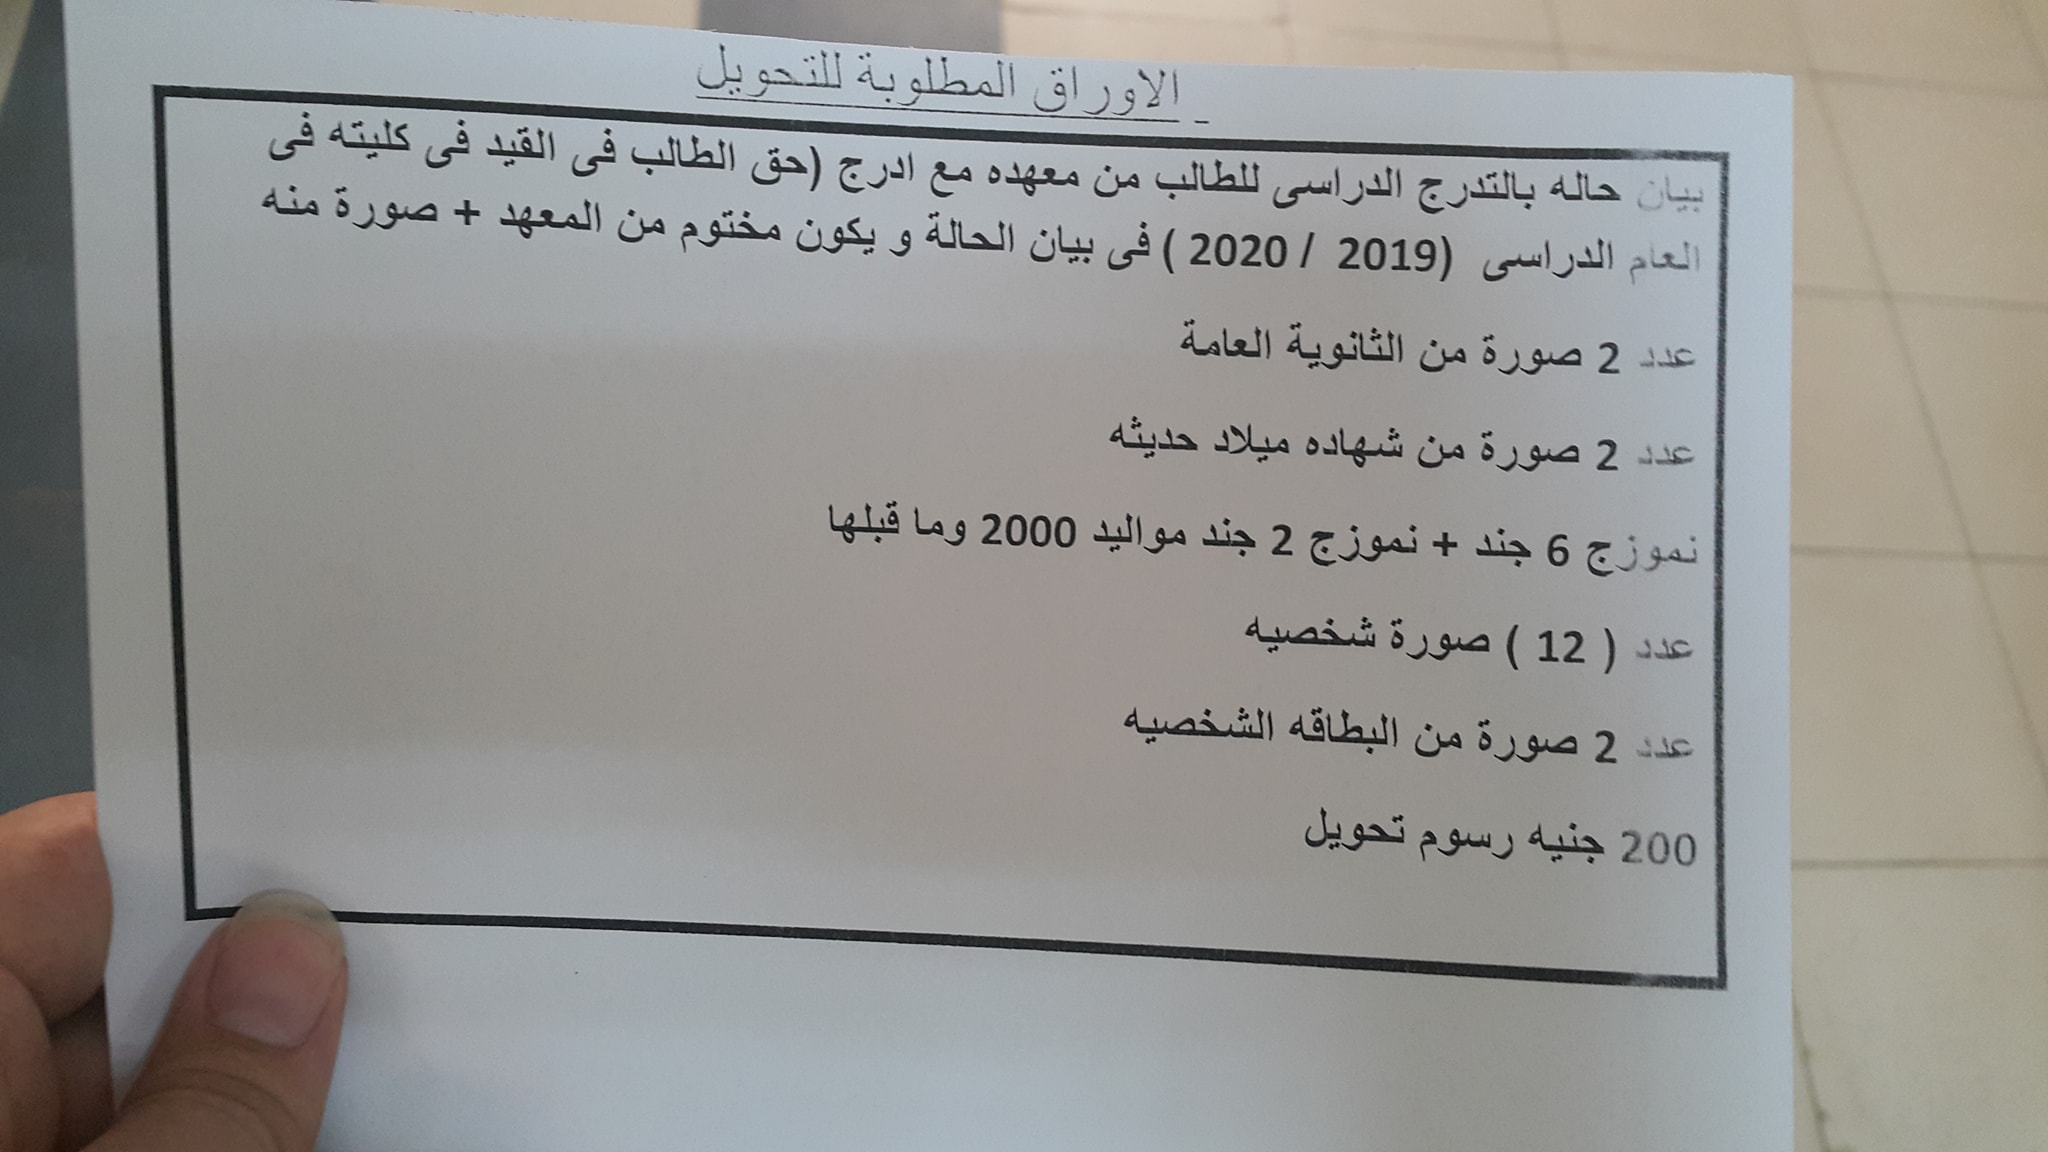 الاوراق المطلوبة للتحويل
بيان حاله بالتدرج الدراسى للطالب من معهده مع ادرج (حق الطالب فى القيد فى كليته فى
العام الدراسى (2019 / 2020 ) فى بيان الحالة و يكون مختوم من المعهد + صورة منه
عدد 2 صورة من الثانوية العامة
عدد 2 صورة من شهاده ميلاد حديثه
نموزج 6 جند + نموزج 2 جند مواليد 2000 وما قبلها
عدد ( 12 ) صورة شخصيه
عدد 2 صورة من البطاقه الشخصيه
200 جنيه رسوم تحويل